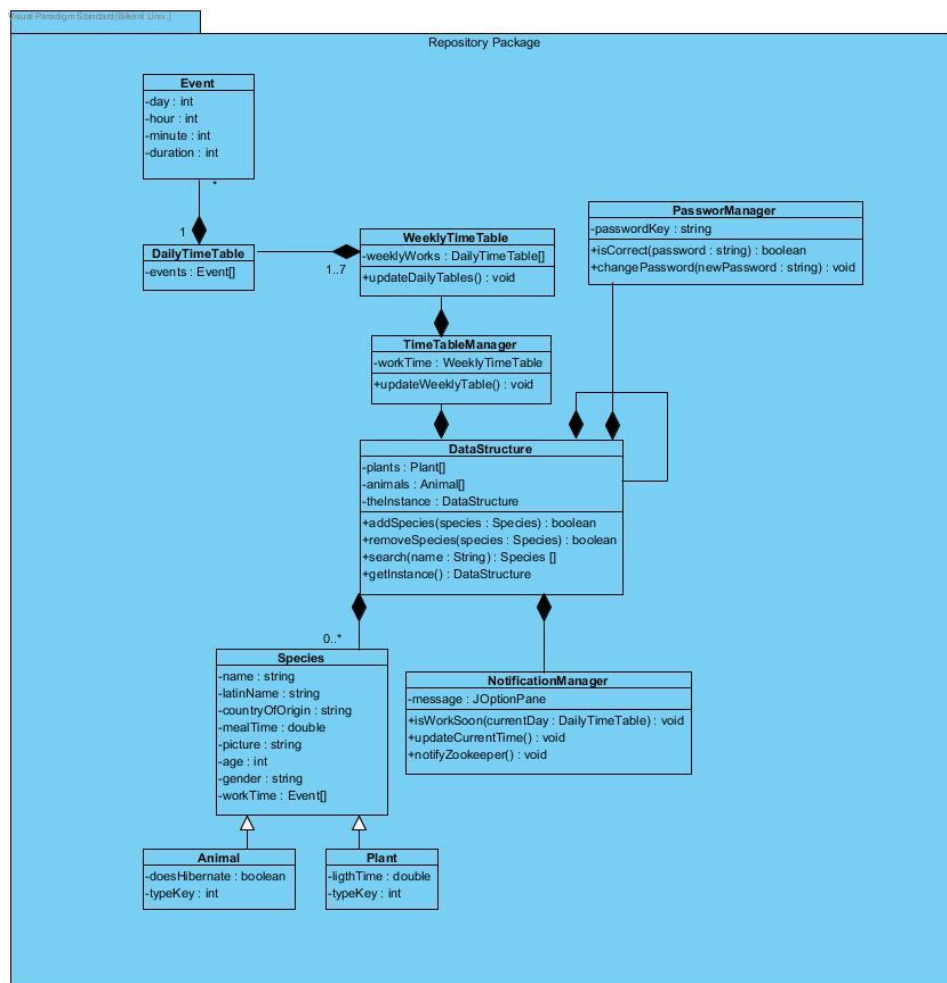 Visual Paradigm Standard(Bilkent Univ.)
Repository Package
Event
-day : int
-hour : int
-minute : int
-duration : int
*
1
DailyTimeTable
-events : Event[]
1..7
WeeklyTimeTable
-weeklyWorks : DailyTimeTable[]
+updateDailyTables() : void
PassworManager
-passwordKey : string
+isCorrect(password : string) : boolean
+changePassword(newPassword : string) : void
TimeTableManager
-workTime : WeeklyTimeTable
+updateWeeklyTable() : void
DataStructure
-plants : Plant[]
-animals : Animal[]
-theInstance : DataStructure
+addSpecies(species : Species) : boolean
+removeSpecies(species : Species) : boolean
+search(name : String) : Species []
+getInstance() : DataStructure
0..*
Species
-name : string
-latinName : string
-countryOfOrigin : string
-mealTime : double
-picture : string
-age : int
-gender : string
-workTime : Event[]
NotificationManager
-message : JOptionPane
+isWorkSoon(currentDay : DailyTimeTable) : void
+updateCurrentTime() : void
+notifyZookeeper() : void
Animal
-doesHibernate : boolean
-typeKey : int
Plant
-ligthTime : double
-typeKey : int